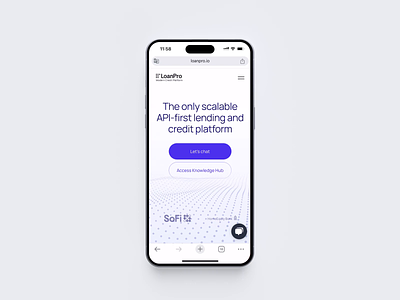 11:58
loanpro.io
LoanPro
The only scalable
API-first lending and
credit platform
Let's chat
Access Knowledge Hub
SoFi